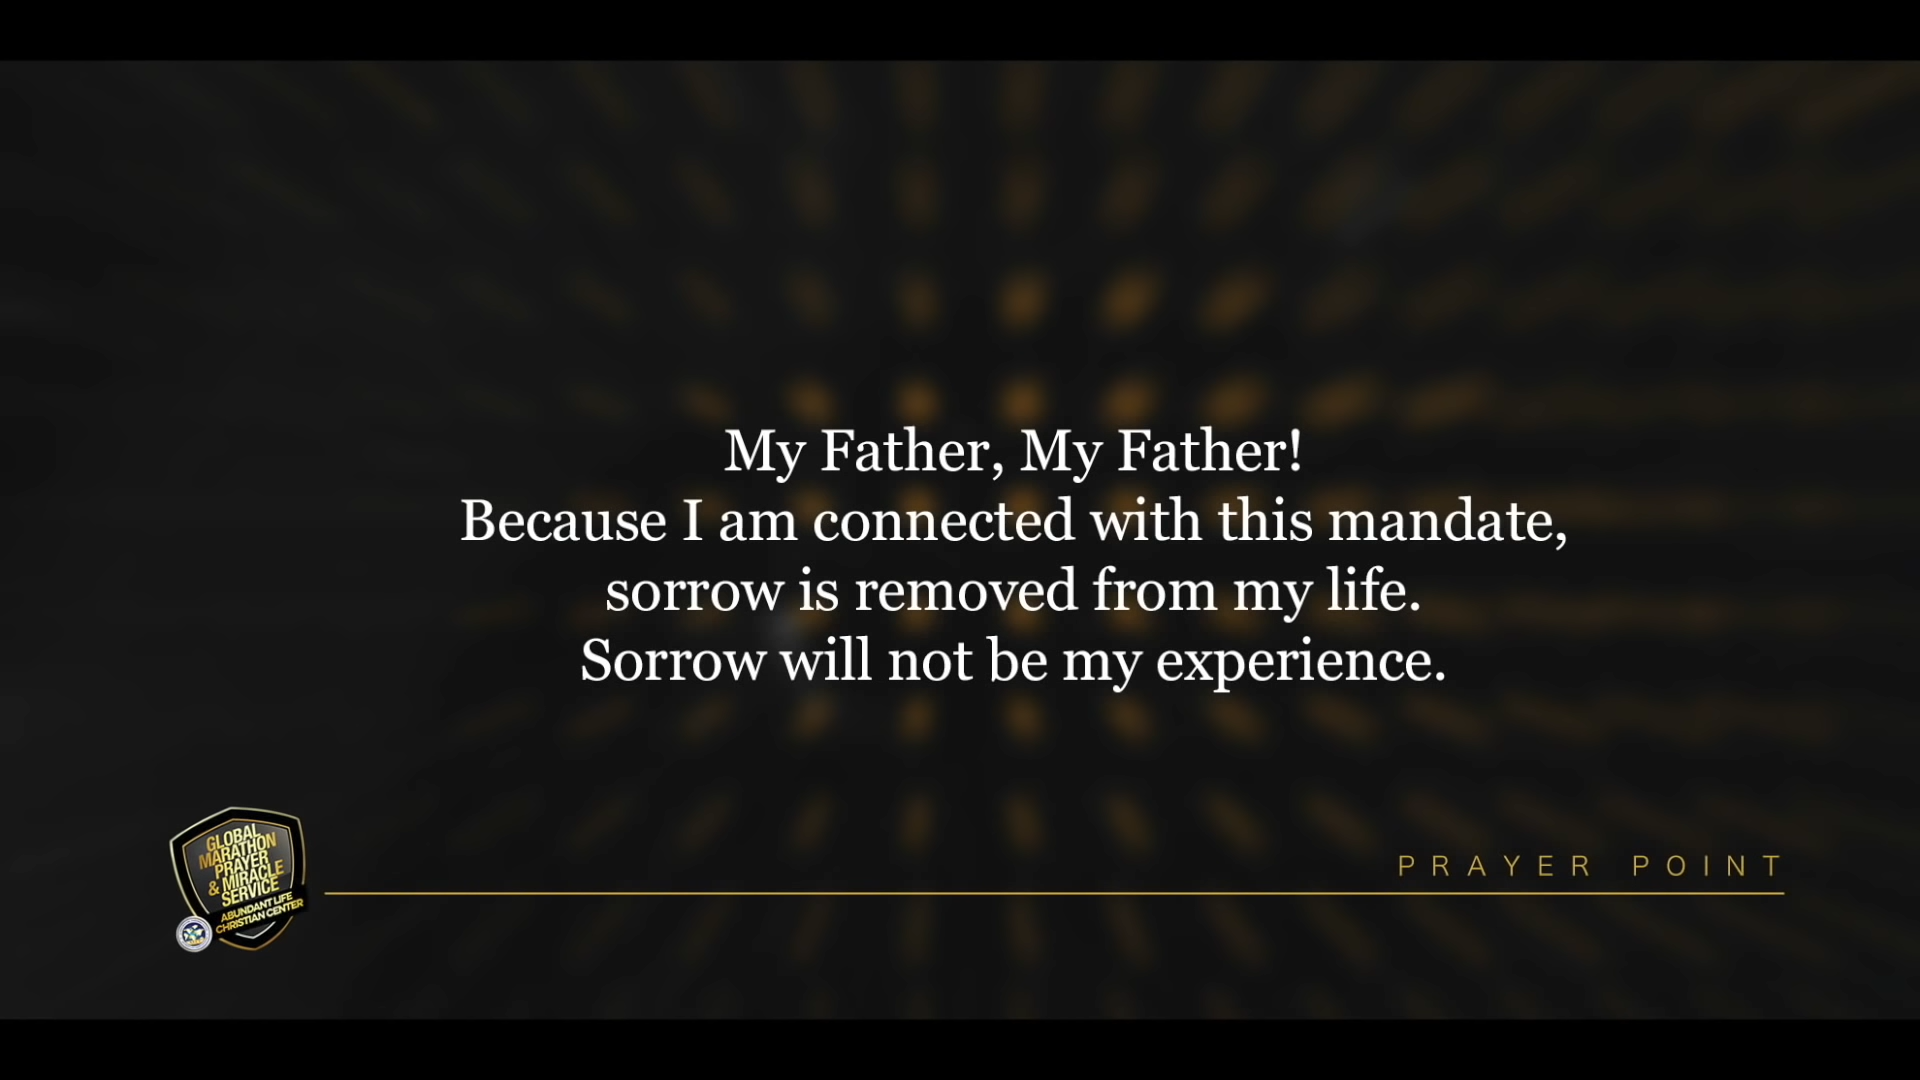 My Father, My Father!
Because I am connected with this mandate,
sorrow is removed from my life.
Sorrow will not be my experience.
GLOBAL
MARATHON
PRAYER
& MIRACLE
SERVICE
ABUNDANT LIFE
CHRISTIAN CENTER
PRAYER POINT